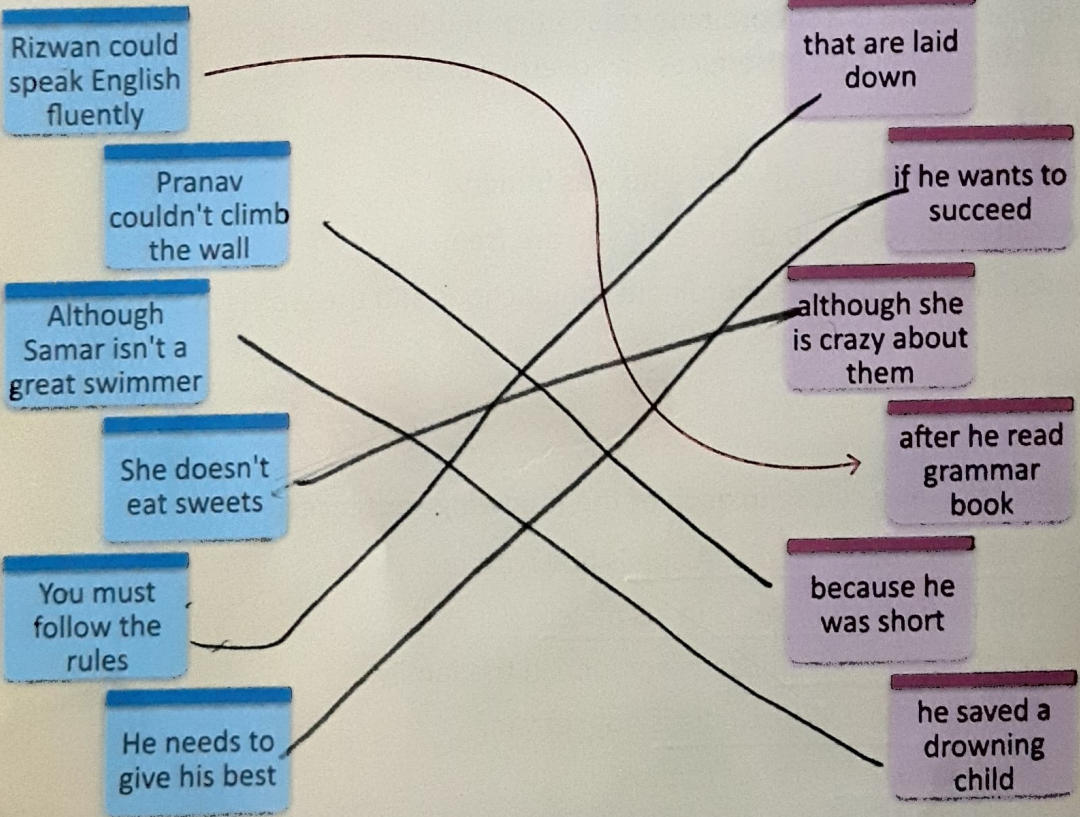 Rizwan could
speak English
fluently
Pranav
couldn't climb
the wall
Although
Samar isn't a
great swimmer
She doesn't
eat sweets
You must
follow the
rules
He needs to
give his best
that are laid
down
if he wants to
succeed
although she
is crazy about
them
after he read
grammar
book
because he
was short
he saved a
drowning
child